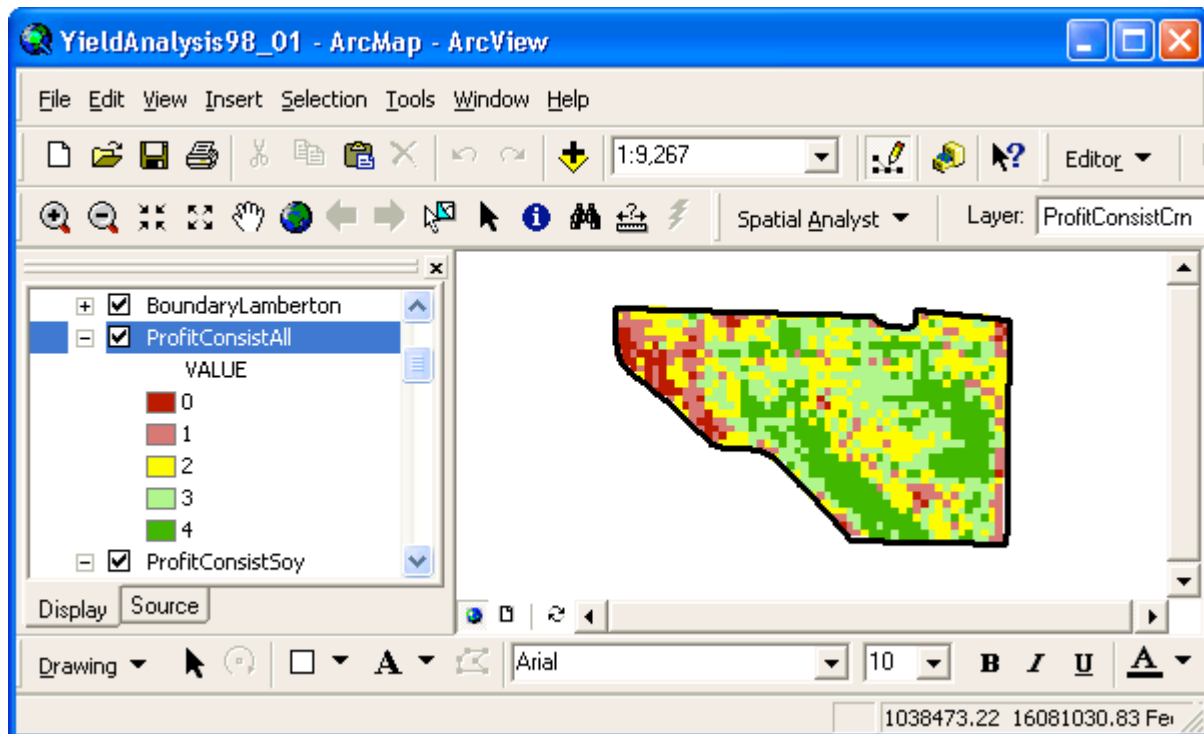 YieldAnalysis98_01 - ArcMap - ArcView
File Edit View Insert Selection Tools Window Help
1:9,267 Editor
Spatial Analyst Layer: ProfitConsistCrn
BoundaryLamberton
ProfitConsistAll
VALUE
0
1
2
3
4
ProfitConsistSoy
Display Source
Drawing A Arial 10 B I U A
1038473.22 16081030.83 Fe